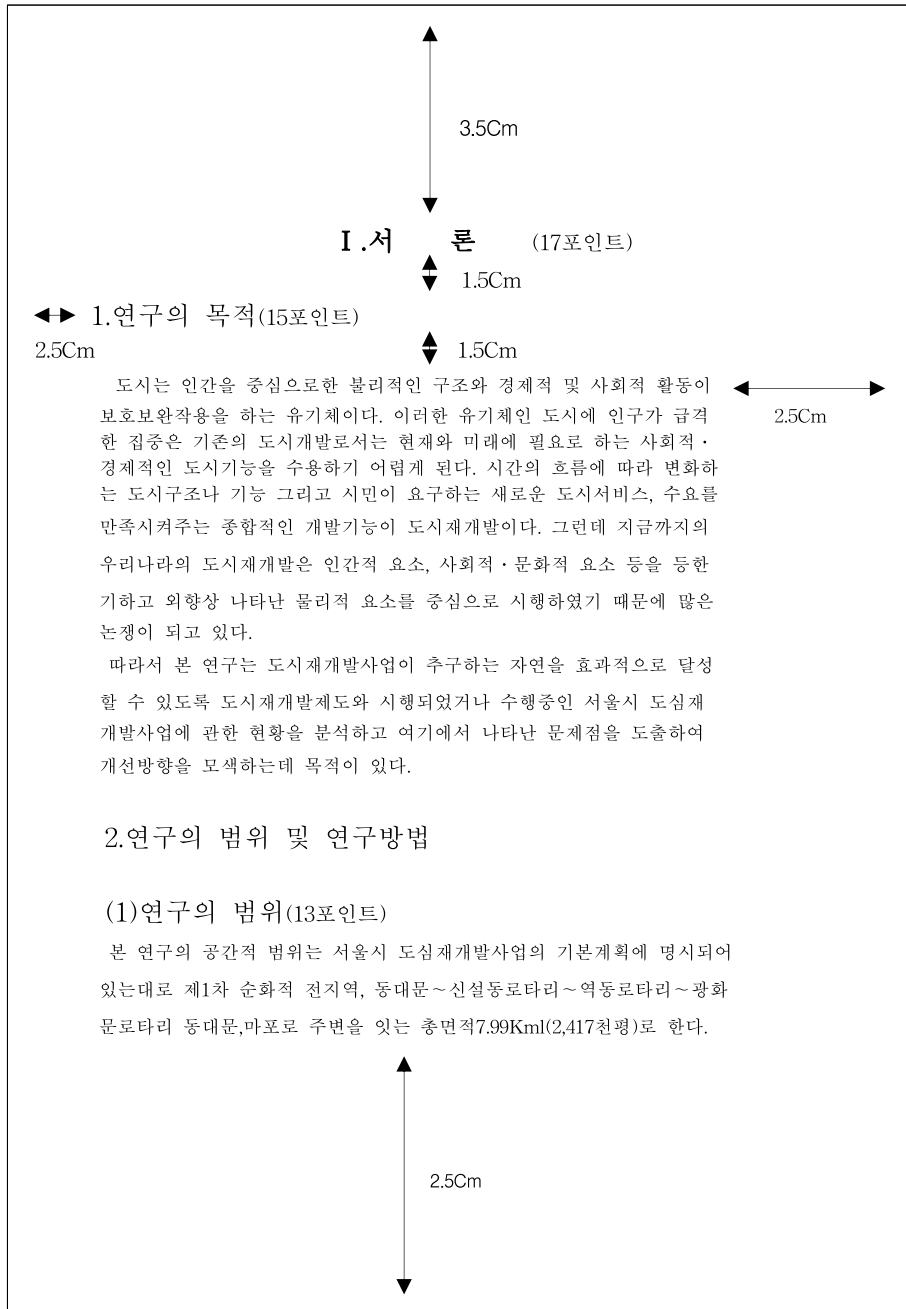 3.5Cm
Ⅰ.서 론 (17포인트)
1.5Cm
1.연구의 목적(15포인트)
2.5Cm 1.5Cm
도시는 인간을 중심으로한 불리적인 구조와 경제적 및 사회적 활동이
2.5Cm
보호보완작용을 하는 유기체이다. 이러한 유기체인 도시에 인구가 급격
한 집중은 기존의 도시개발로서는 현재와 미래에 필요로 하는 사회적·
경제적인 도시기능을 수용하기 어렵게 된다. 시간의 흐름에 따라 변화하
는 도시구조나 기능 그리고 시민이 요구하는 새로운 도시서비스, 수요를
만족시켜주는 종합적인 개발기능이 도시재개발이다. 그런데 지금까지의
우리나라의 도시재개발은 인간적 요소, 사회적·문화적 요소 등을 등한
기하고 외향상 나타난 물리적 요소를 중심으로 시행하였기 때문에 많은
논쟁이 되고 있다.
따라서 본 연구는 도시재개발사업이 추구하는 자연을 효과적으로 달성
할 수 있도록 도시재개발제도와 시행되었거나 수행중인 서울시 도심재
개발사업에 관한 현황을 분석하고 여기에서 나타난 문제점을 도출하여
개선방향을 모색하는데 목적이 있다.
2.연구의 범위 및 연구방법
(1)연구의 범위(13포인트)
본 연구의 공간적 범위는 서울시 도심재개발사업의 기본계획에 명시되어
있는대로 제1차 순화적 전지역, 동대문~신설동로타리~역동로타리~광화
문로타리 동대문,마포로 주변을 잇는 총면적7.99Kml(2,417천평)로 한다.
2.5Cm